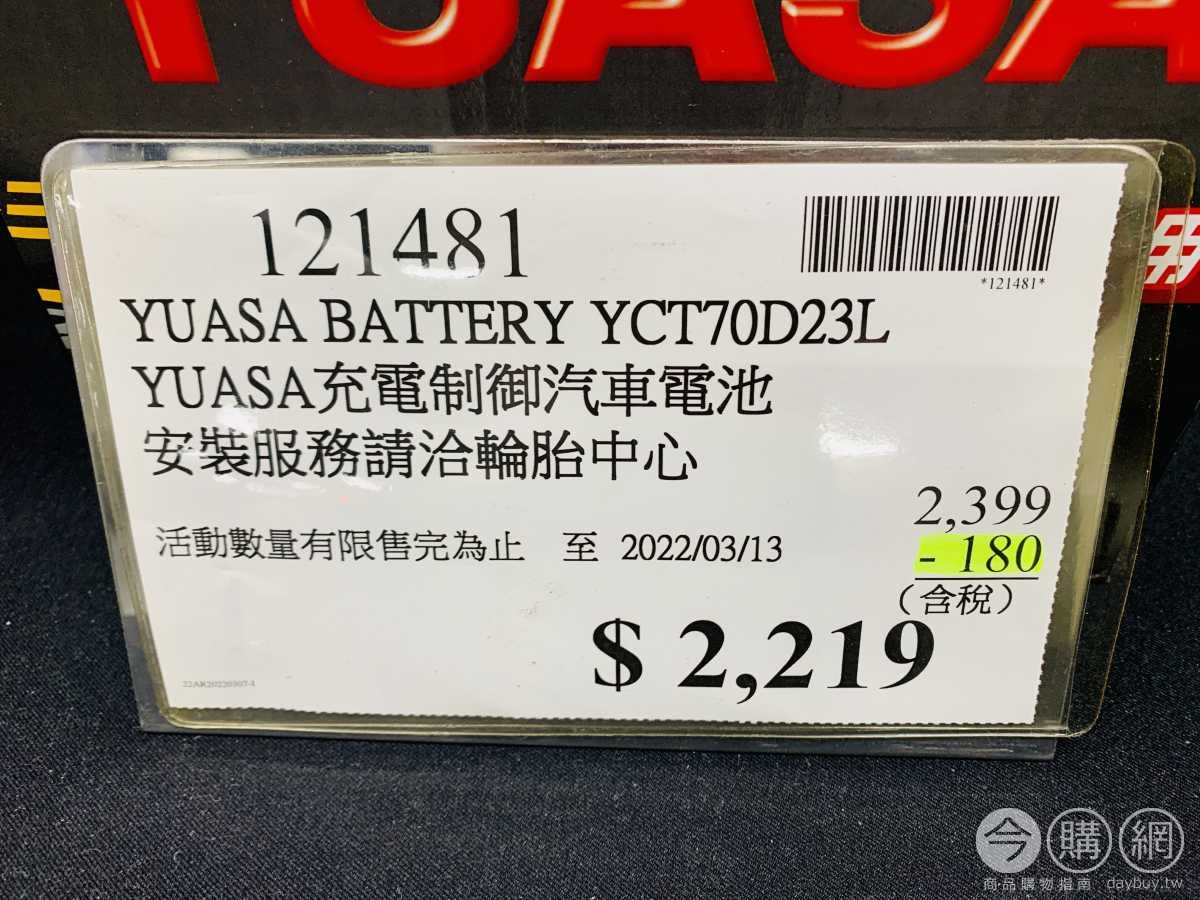 YUASA
121481
*121481*
YUASA BATTERY YCT70D23L
YUASA充電制御汽車電池
安裝服務請洽輪胎中心
2,399
活動數量有限售完為止 至 2022/03/13
- 180
(含稅)
$ 2,219
用
今購網
商品購物指南 daybuy.tw